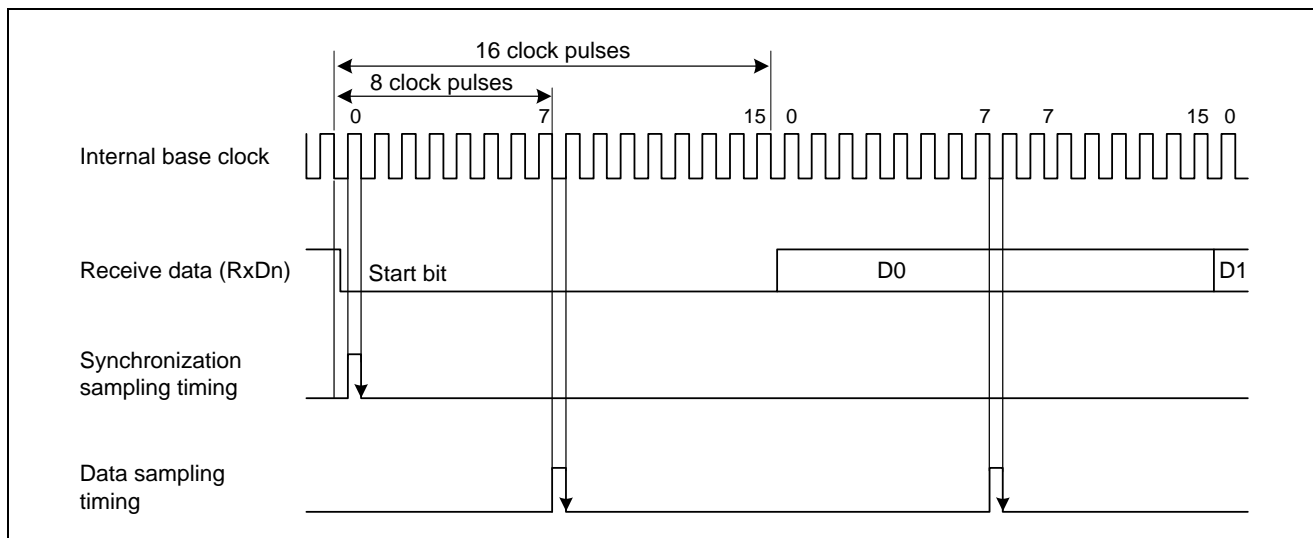 16 clock pulses
8 clock pulses
0 7 15 0 7 7 15 0
Internal base clock
Receive data (RxDn)
Start bit
D0
D1
Synchronization
sampling timing
Data sampling
timing